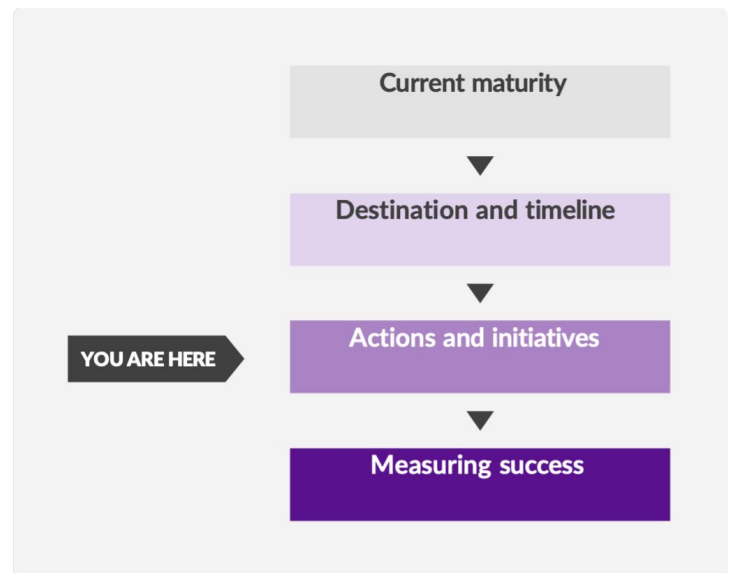 Current maturity
Destination and timeline
YOU ARE HERE
Actions and initiatives
Measuring success